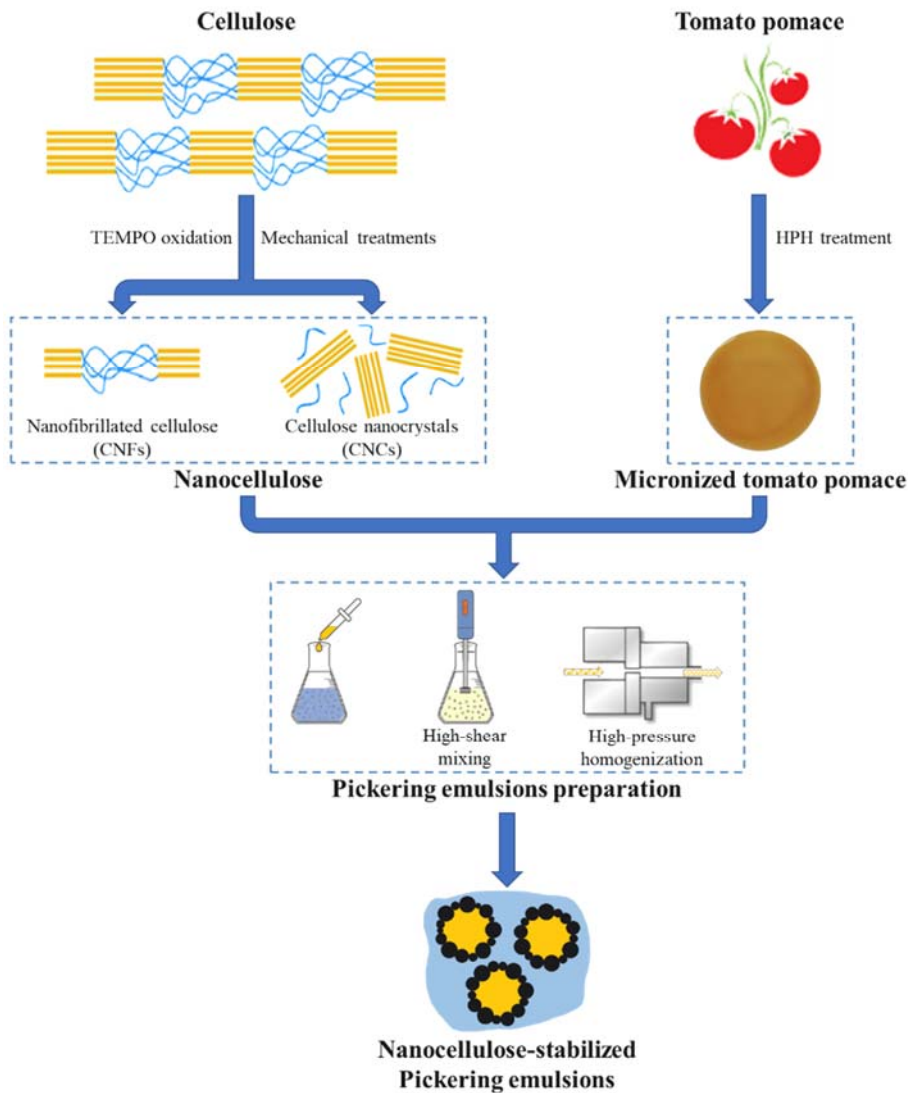 Cellulose
Tomato pomace
TEMPO oxidation
Mechanical treatments
HPH treatment
Nanofibrillated cellulose
(CNFs)
Cellulose nanocrystals
(CNCs)
Nanocellulose
Micronized tomato pomace
High-shear
mixing
High-pressure
homogenization
Pickering emulsions preparation
Nanocellulose-stabilized
Pickering emulsions